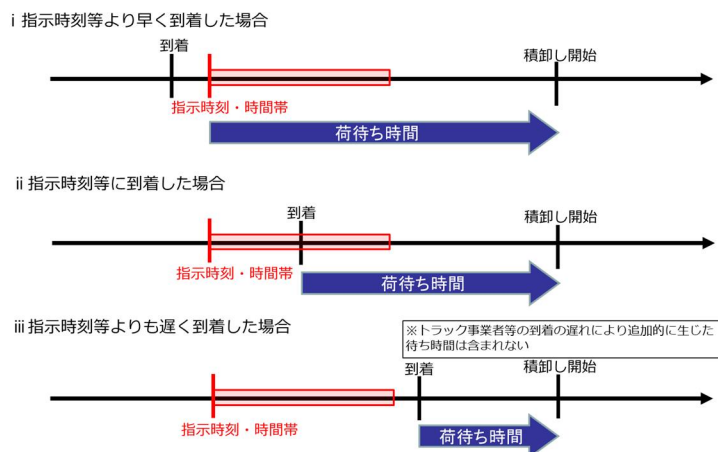 i 指示時刻等より早く到着した場合
到着
積卸し開始
指示時刻・時間帯
荷待ち時間
ii 指示時刻等に到着した場合
到着
積卸し開始
指示時刻・時間帯
荷待ち時間
iii 指示時刻等よりも遅く到着した場合
※トラック事業者等の到着の遅れにより追加的に生じた
待ち時間は含まれない
到着
積卸し開始
指示時刻・時間帯
荷待ち時間